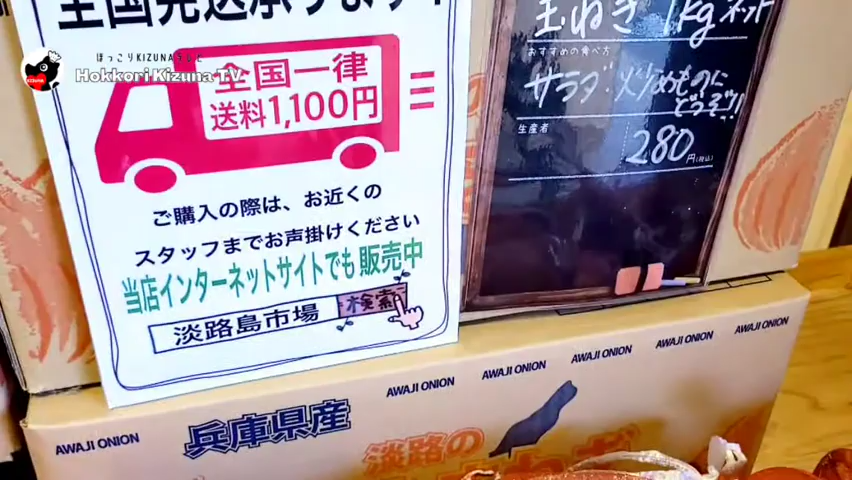 全国発送承ります!
ほっこりKIZUNAテレビ
Hokkori Kizuna TV
全国一律
送料1,100円
ご購入の際は、お近くの
スタッフまでお声掛けください
当店インターネットサイトでも販売中
淡路島市場 検索
玉ねぎ 1kgネット
おすすめの食べ方
サラダ・炒めものに
どうぞ!!
生産者
280円(税込)
AWAJI ONION AWAJI ONION AWAJI ONION AWAJI ONION AWAJI ONION AWAJI ONION
兵庫県産
淡路の